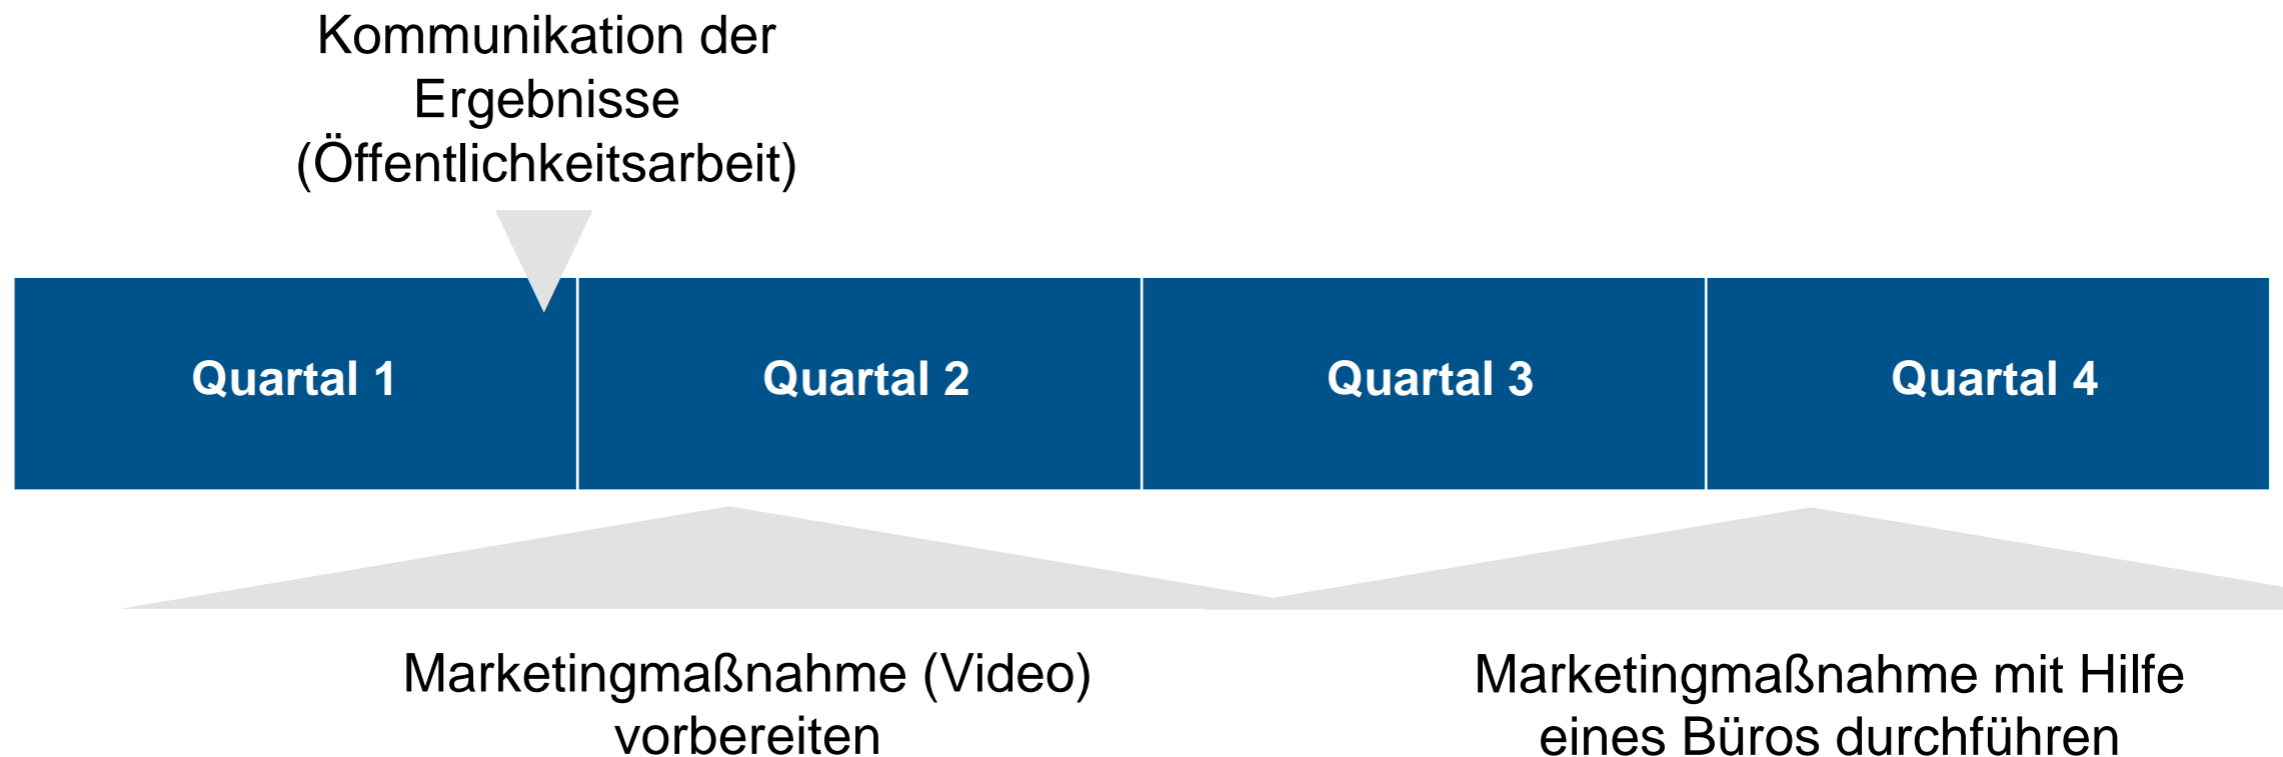 Kommunikation der
Ergebnisse
(Öffentlichkeitsarbeit)
Quartal 1
Quartal 2
Quartal 3
Quartal 4
Marketingmaßnahme (Video)
vorbereiten
Marketingmaßnahme mit Hilfe
eines Büros durchführen